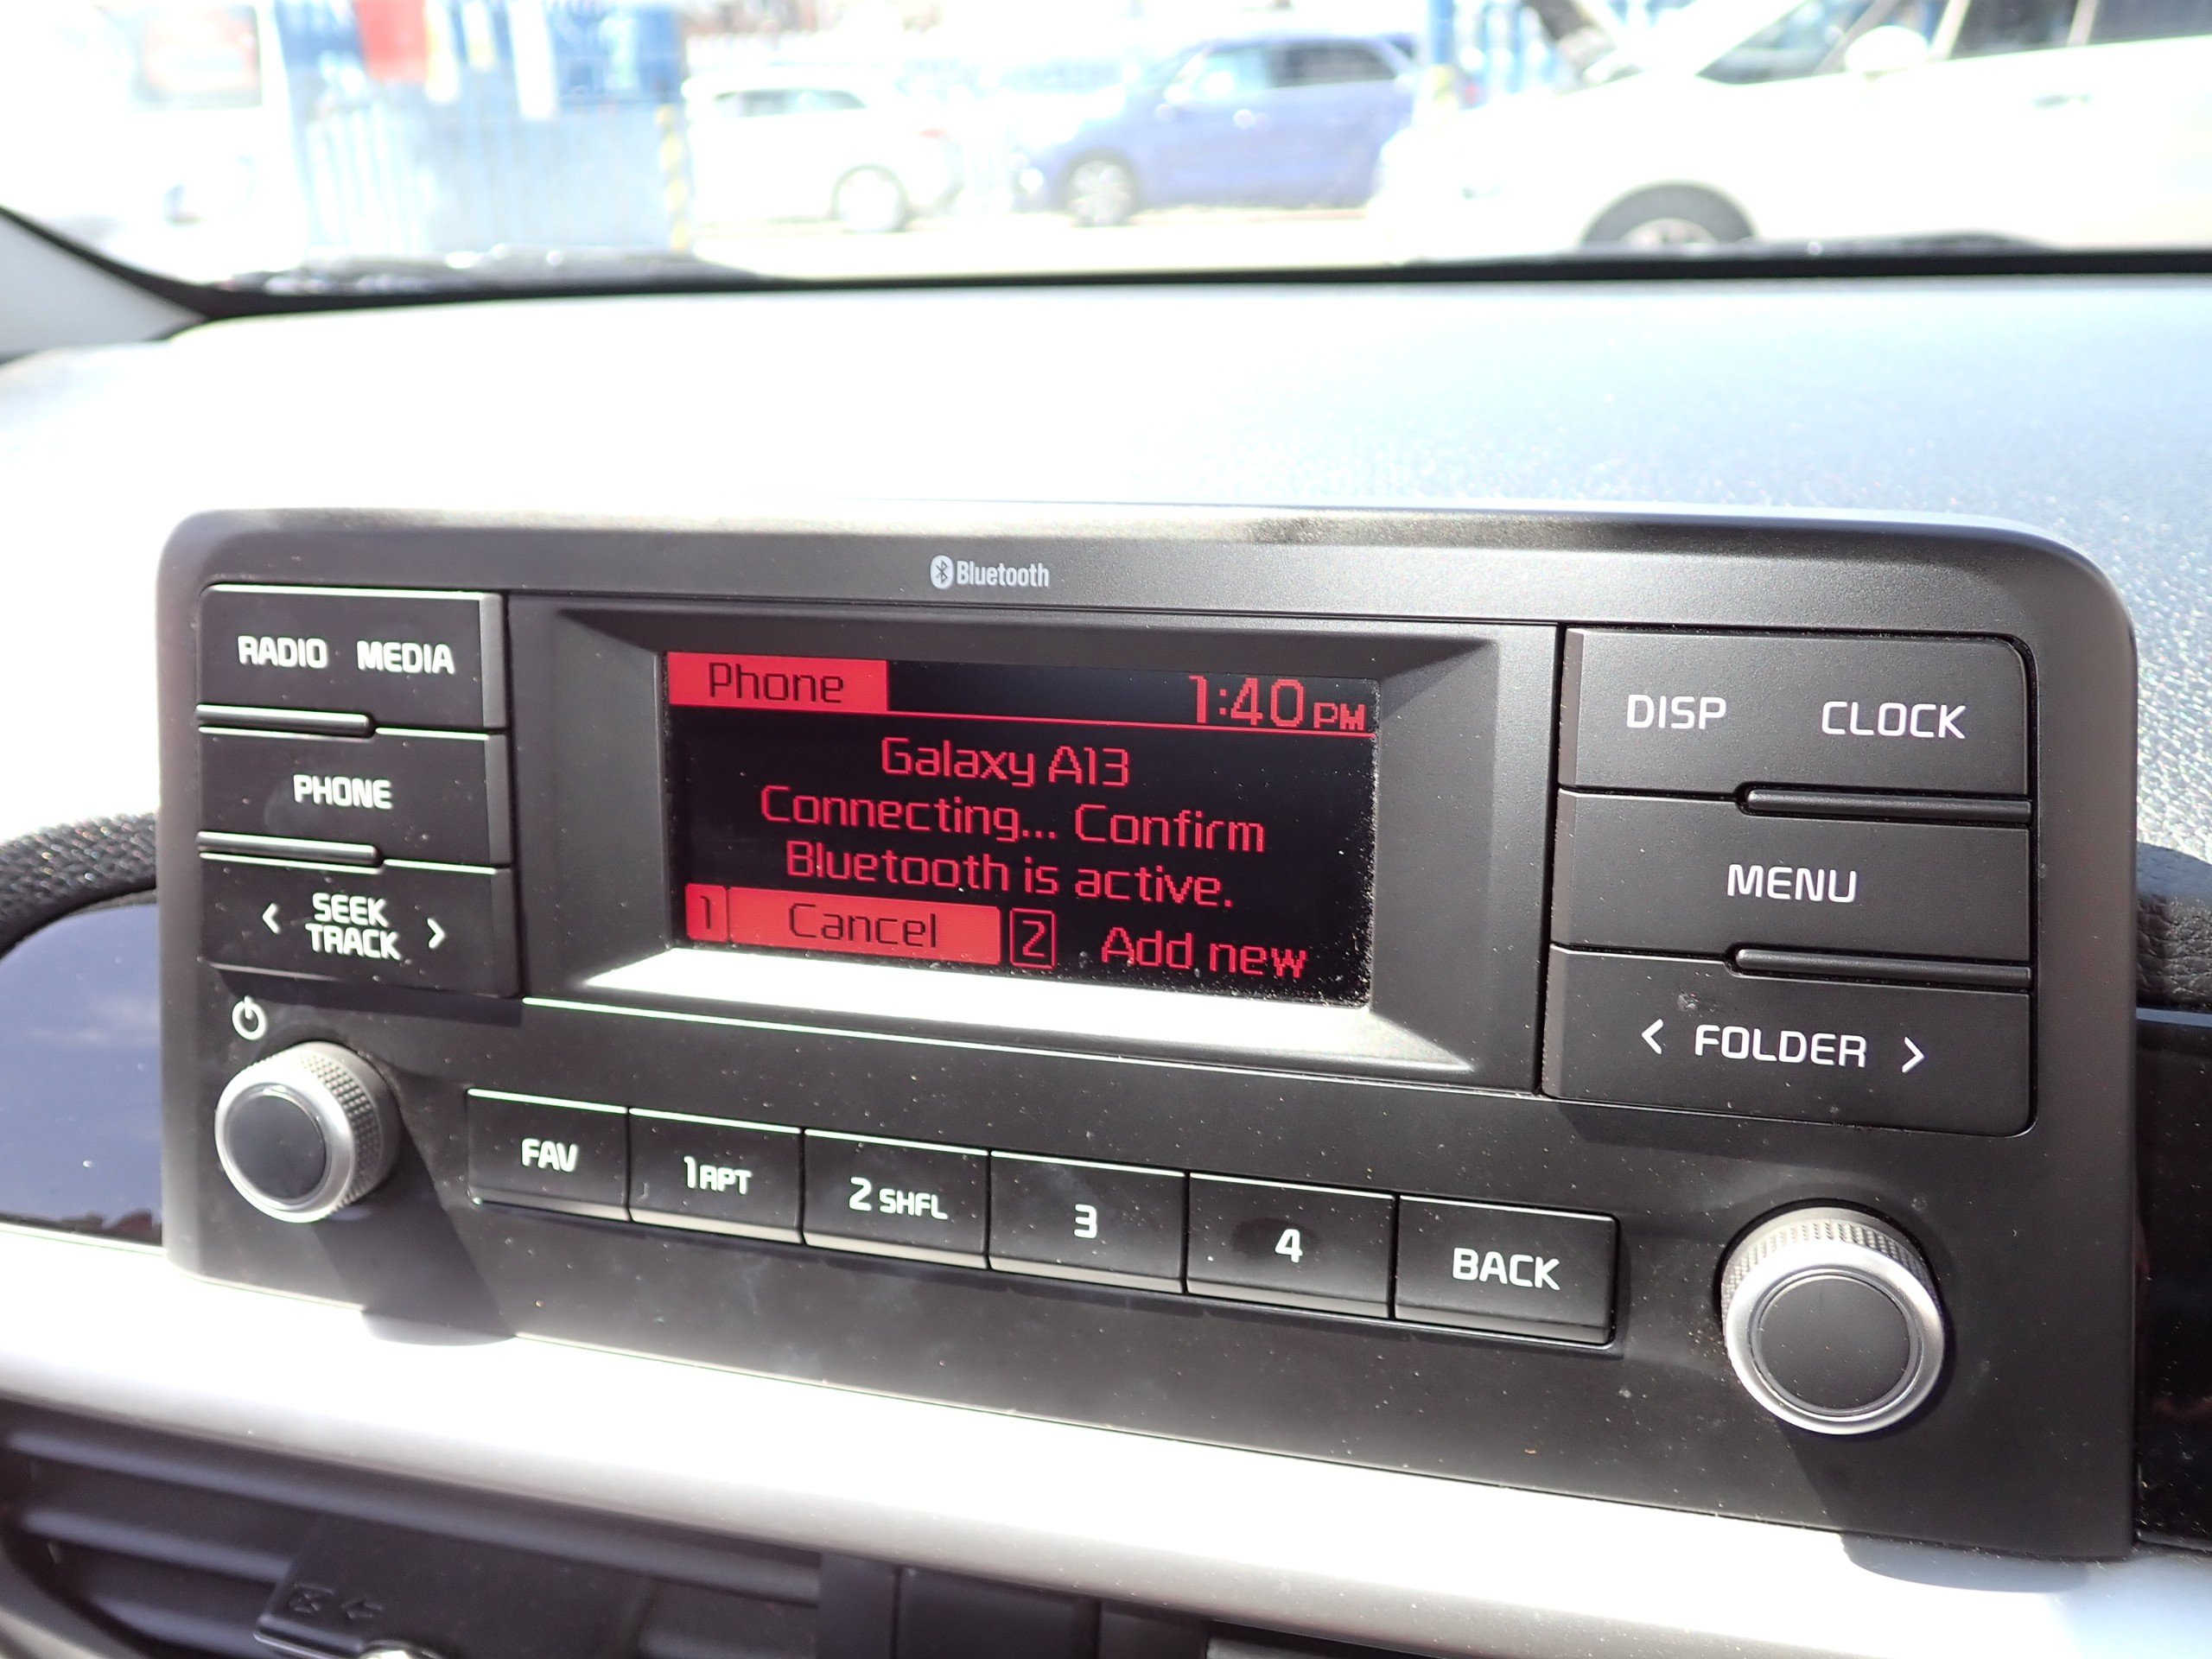 Bluetooth
RADIO MEDIA
PHONE
< SEEK TRACK >
Phone 1:40 PM
Galaxy A13
Connecting... Confirm
Bluetooth is active.
1 Cancel 2 Add new
DISP CLOCK
MENU
< FOLDER >
FAV 1 RPT 2 SHFL 3 4 BACK